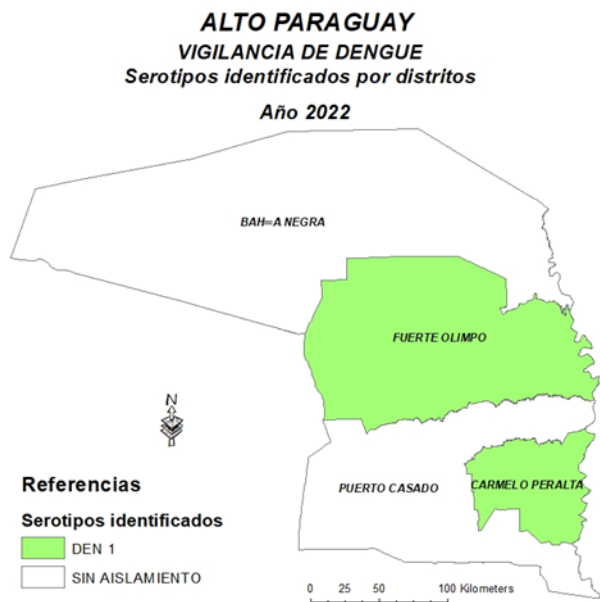 ALTO PARAGUAY
VIGILANCIA DE DENGUE
Serotipos identificados por distritos
Año 2022
BAH=A NEGRA
FUERTE OLIMPO
N
PUERTO CASADO
CARMELO PERALTA
Referencias
Serotipos identificados
DEN 1
SIN AISLAMIENTO
0 25 50 100 Kilometers